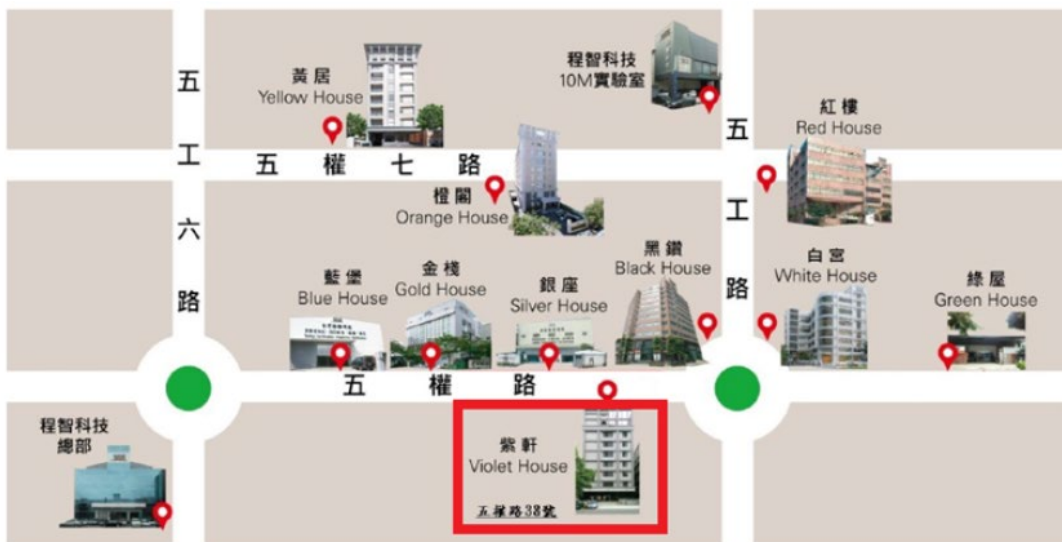 程智科技
10M實驗室
黃居
Yellow House
紅樓
Red House
五工六路
五工路
五權七路
橙閣
Orange House
藍堡
Blue House
金棧
Gold House
銀座
Silver House
黑鑽
Black House
白宮
White House
綠屋
Green House
五權路
程智科技
總部
紫軒
Violet House
五權路38號